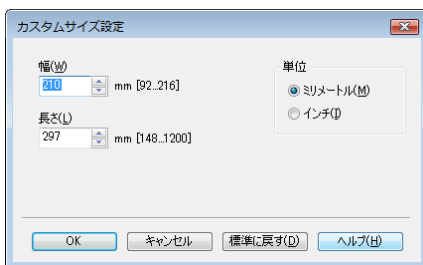 カスタムサイズ設定
幅(W)
210 mm [92..216]
長さ(L)
297 mm [148..1200]
単位
ミリメートル(M)
インチ(I)
OK キャンセル 標準に戻す(D) ヘルプ(H)